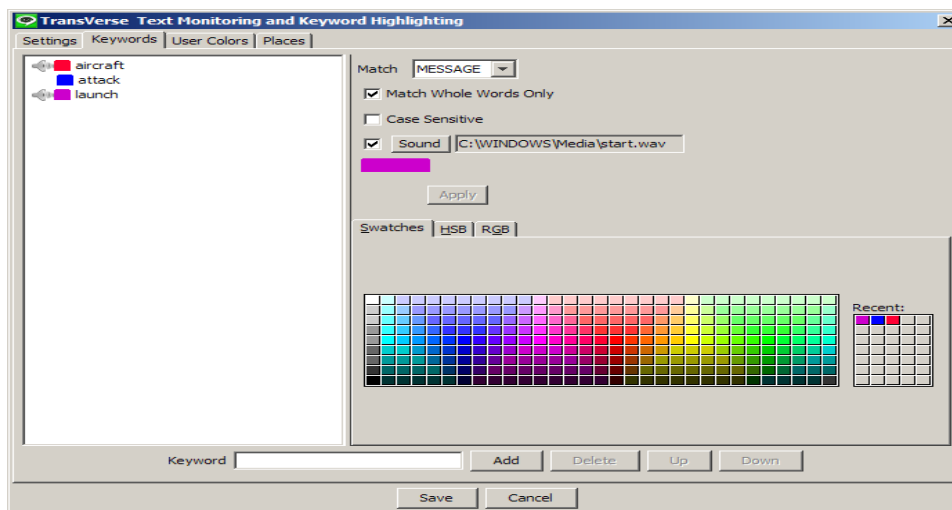 TransVerse Text Monitoring and Keyword Highlighting
Settings Keywords User Colors Places
aircraft
attack
launch
Match MESSAGE
Match Whole Words Only
Case Sensitive
Sound C:\WINDOWS\Media\start.wav
Apply
Swatches HSB RGB
Recent:
Keyword Add Delete Up Down
Save Cancel